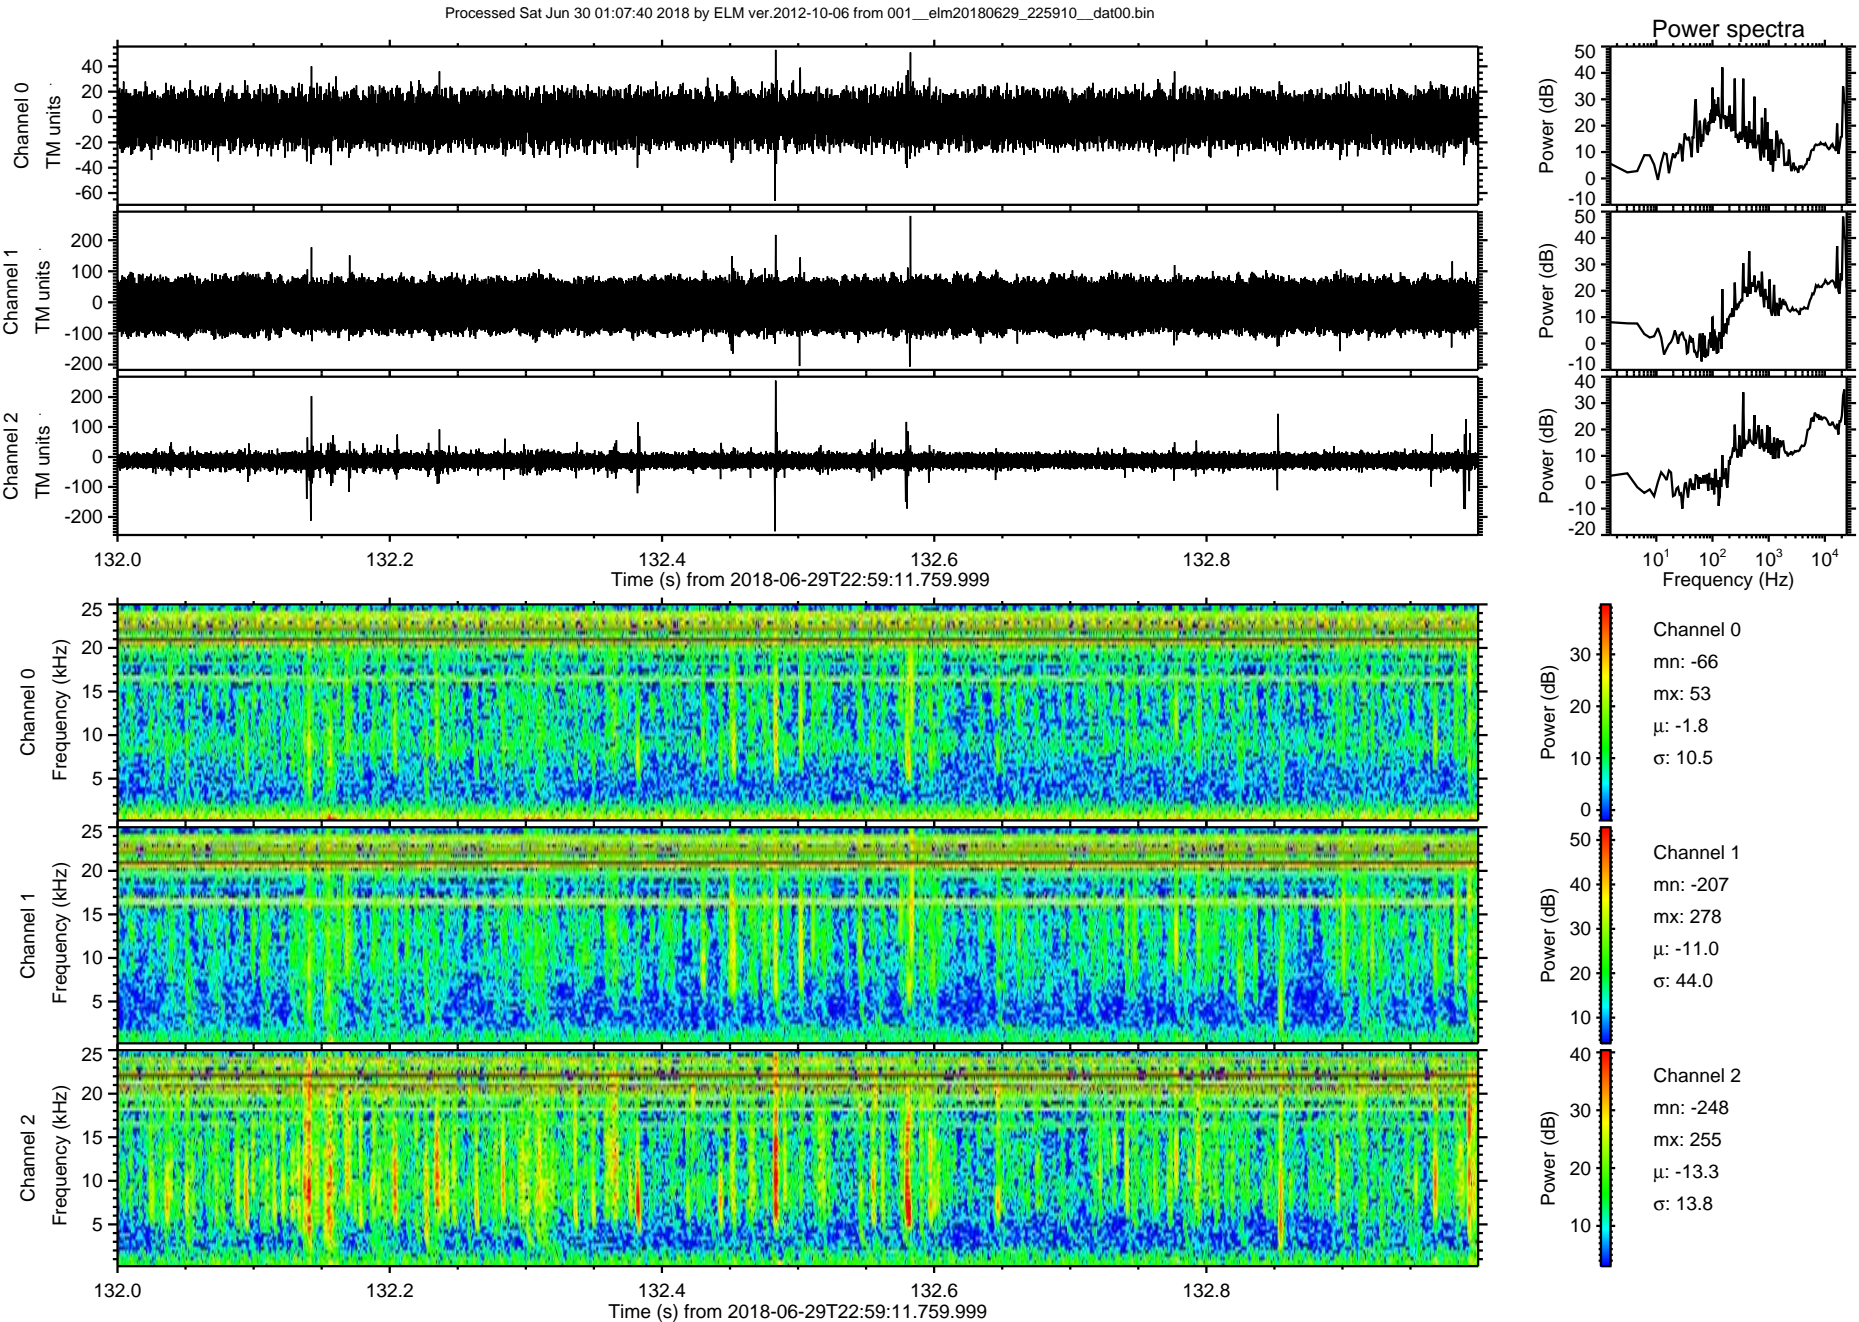 Processed Sat Jun 30 01:07:40 2018 by ELM ver.2012-10-06 from 001__elm20180629_225910__dat00.bin
Power spectra
Channel 0
TM units
40
20
0
-20
-40
-60
Power (dB)
50
40
30
20
10
0
-10
Channel 1
TM units
200
100
0
-100
-200
Power (dB)
50
40
30
20
10
0
-10
Channel 2
TM units
200
100
0
-100
-200
Power (dB)
40
30
20
10
0
-10
-20
132.0 132.2 132.4 132.6 132.8
Time (s) from 2018-06-29T22:59:11.759.999
10¹ 10² 10³ 10⁴
Frequency (Hz)
Channel 0
Frequency (kHz)
25
20
15
10
5
Power (dB)
30
20
10
0
Channel 0
mn: -66
mx: 53
μ: -1.8
σ: 10.5
Channel 1
Frequency (kHz)
25
20
15
10
5
Power (dB)
50
40
30
20
10
Channel 1
mn: -207
mx: 278
μ: -11.0
σ: 44.0
Channel 2
Frequency (kHz)
25
20
15
10
5
Power (dB)
40
30
20
10
Channel 2
mn: -248
mx: 255
μ: -13.3
σ: 13.8
132.0 132.2 132.4 132.6 132.8
Time (s) from 2018-06-29T22:59:11.759.999